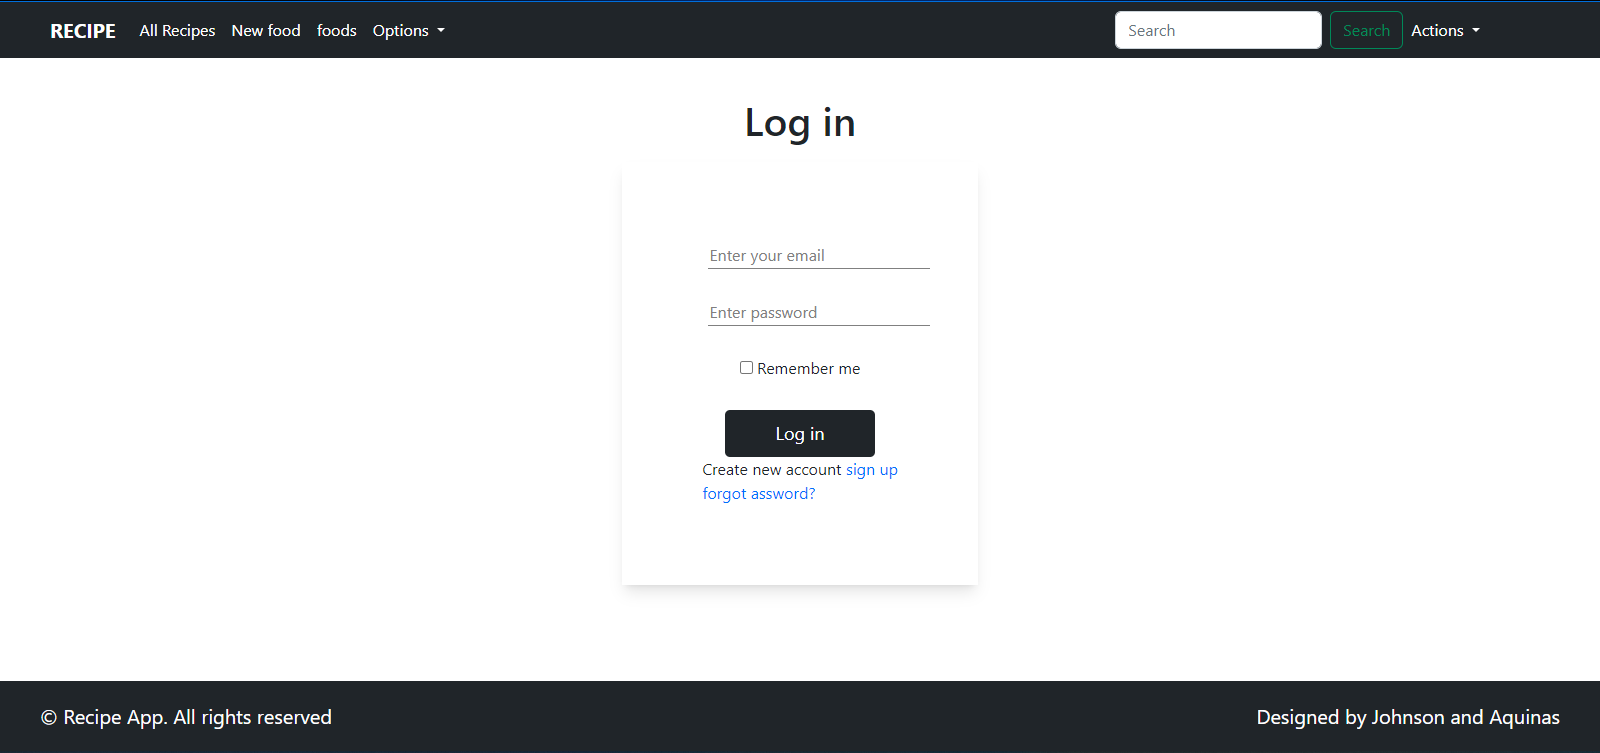 RECIPE All Recipes New food foods Options Search Search Actions
Log in
Enter your email
Enter password
Remember me
Log in
Create new account sign up
forgot assword?
© Recipe App. All rights reserved Designed by Johnson and Aquinas